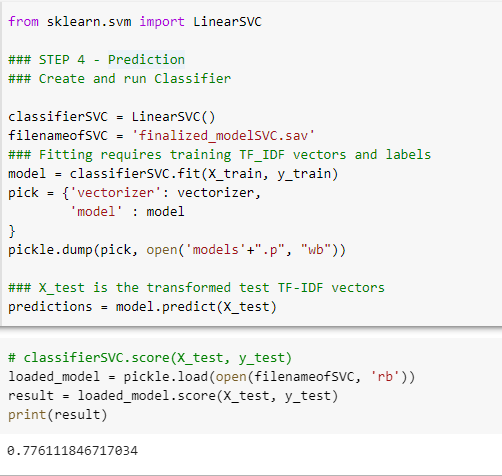 from sklearn.svm import LinearSVC
### STEP 4 - Prediction
### Create and run Classifier
classifierSVC = LinearSVC()
filenameofSVC = 'finalized_modelSVC.sav'
### Fitting requires training TF_IDF vectors and labels
model = classifierSVC.fit(X_train, y_train)
pick = {'vectorizer': vectorizer,
        'model' : model
}
pickle.dump(pick, open('models'+".p", "wb"))
### X_test is the transformed test TF-IDF vectors
predictions = model.predict(X_test)
# classifierSVC.score(X_test, y_test)
loaded_model = pickle.load(open(filenameofSVC, 'rb'))
result = loaded_model.score(X_test, y_test)
print(result)
0.776111846717034